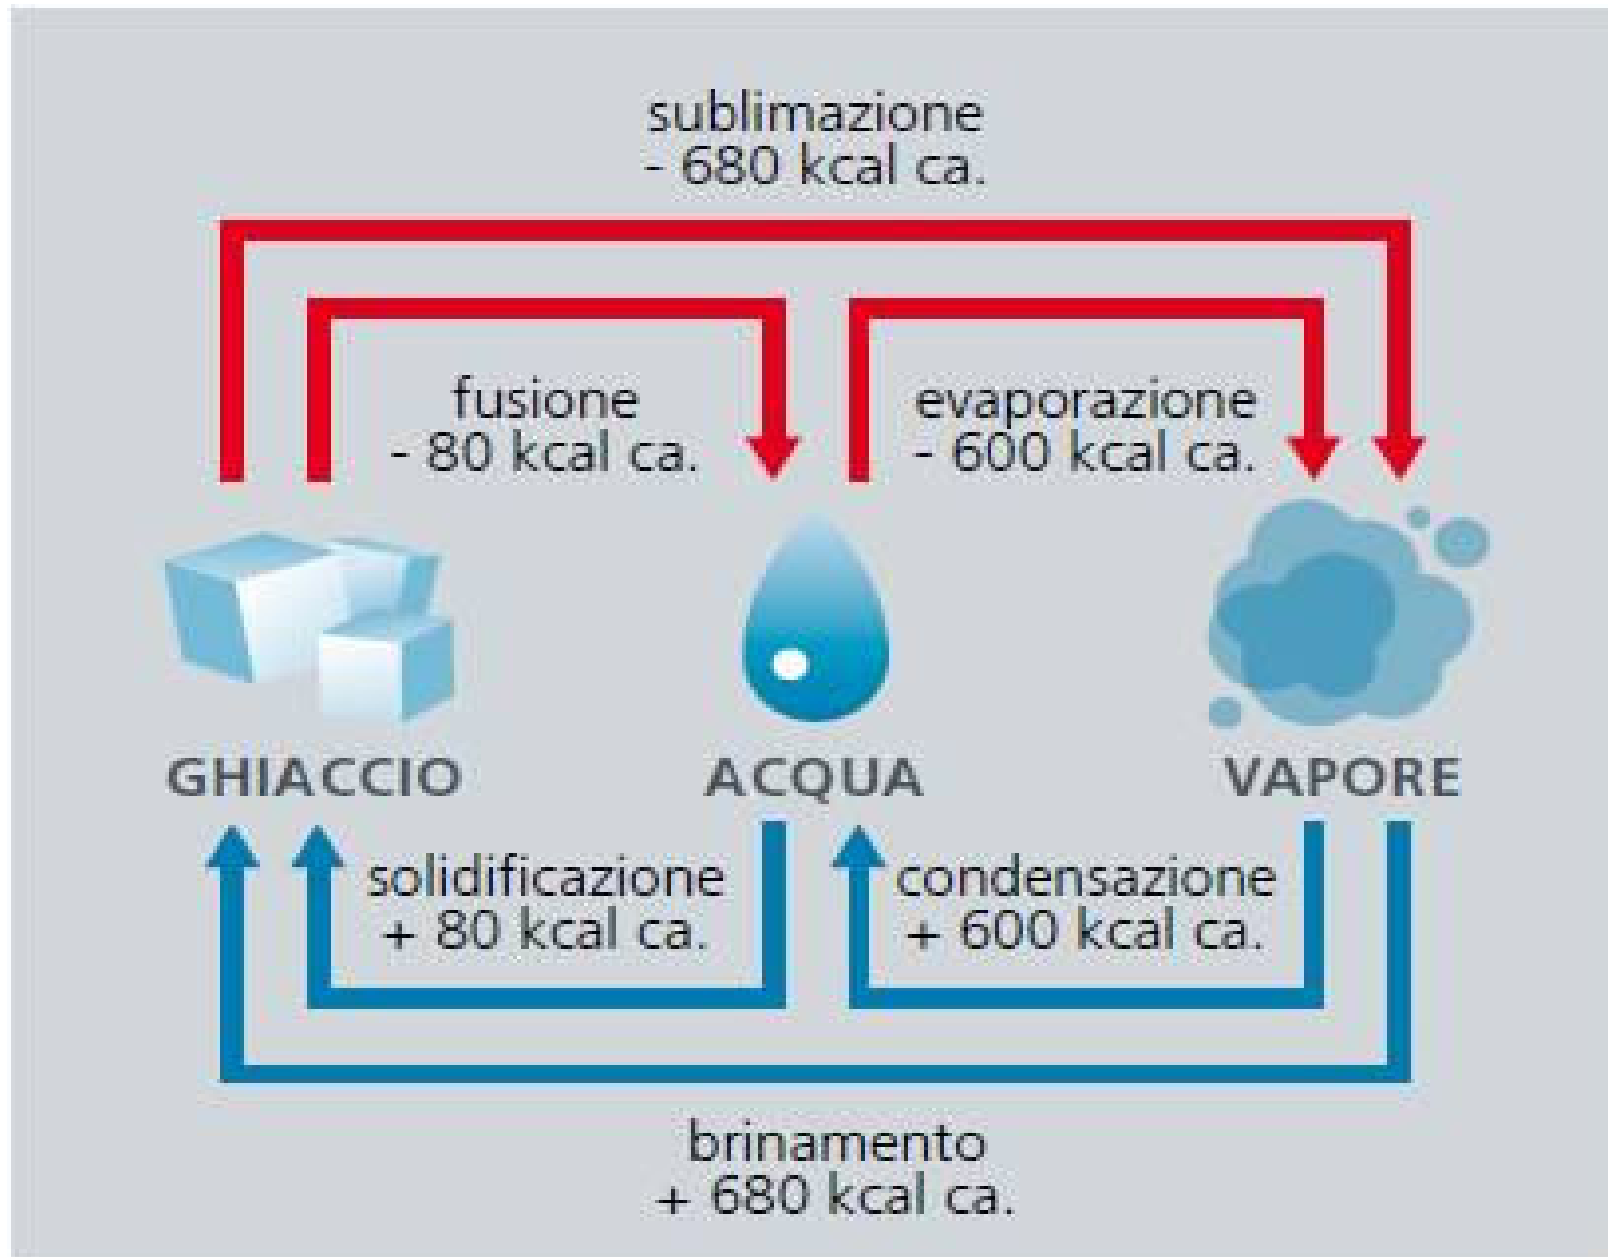 sublimazione
- 680 kcal ca.
fusione
- 80 kcal ca.
evaporazione
- 600 kcal ca.
GHIACCIO
ACQUA
VAPORE
solidificazione
+ 80 kcal ca.
condensazione
+ 600 kcal ca.
brinamento
+ 680 kcal ca.